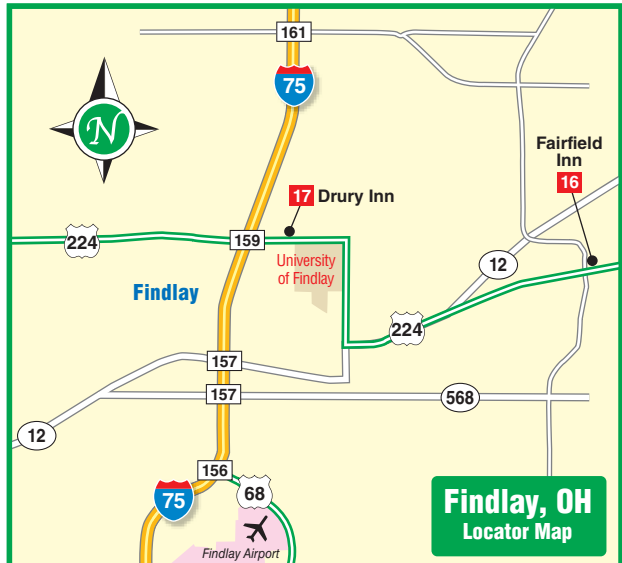 161
75
N
Fairfield
Inn
16
17 Drury Inn
224
159
University
of Findlay
12
Findlay
224
157
157
568
12
156
75
68
Findlay Airport
Findlay, OH
Locator Map